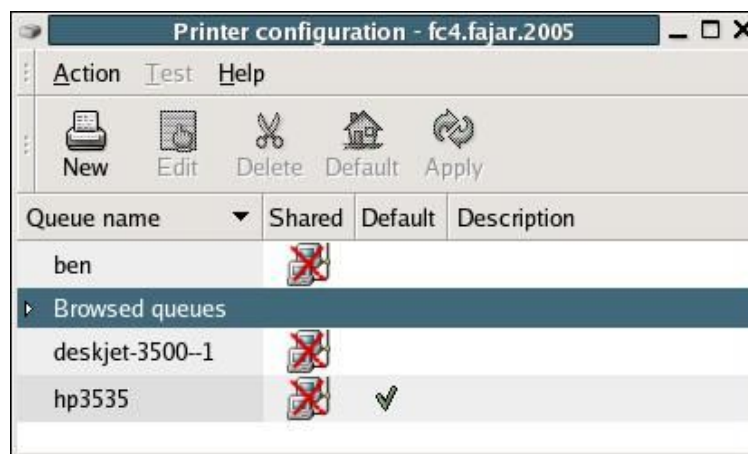 Printer configuration - fc4.fajar.2005
Action Test Help
New Edit Delete Default Apply
Queue name Shared Default Description
ben
Browsed queues
deskjet-3500--1
hp3535